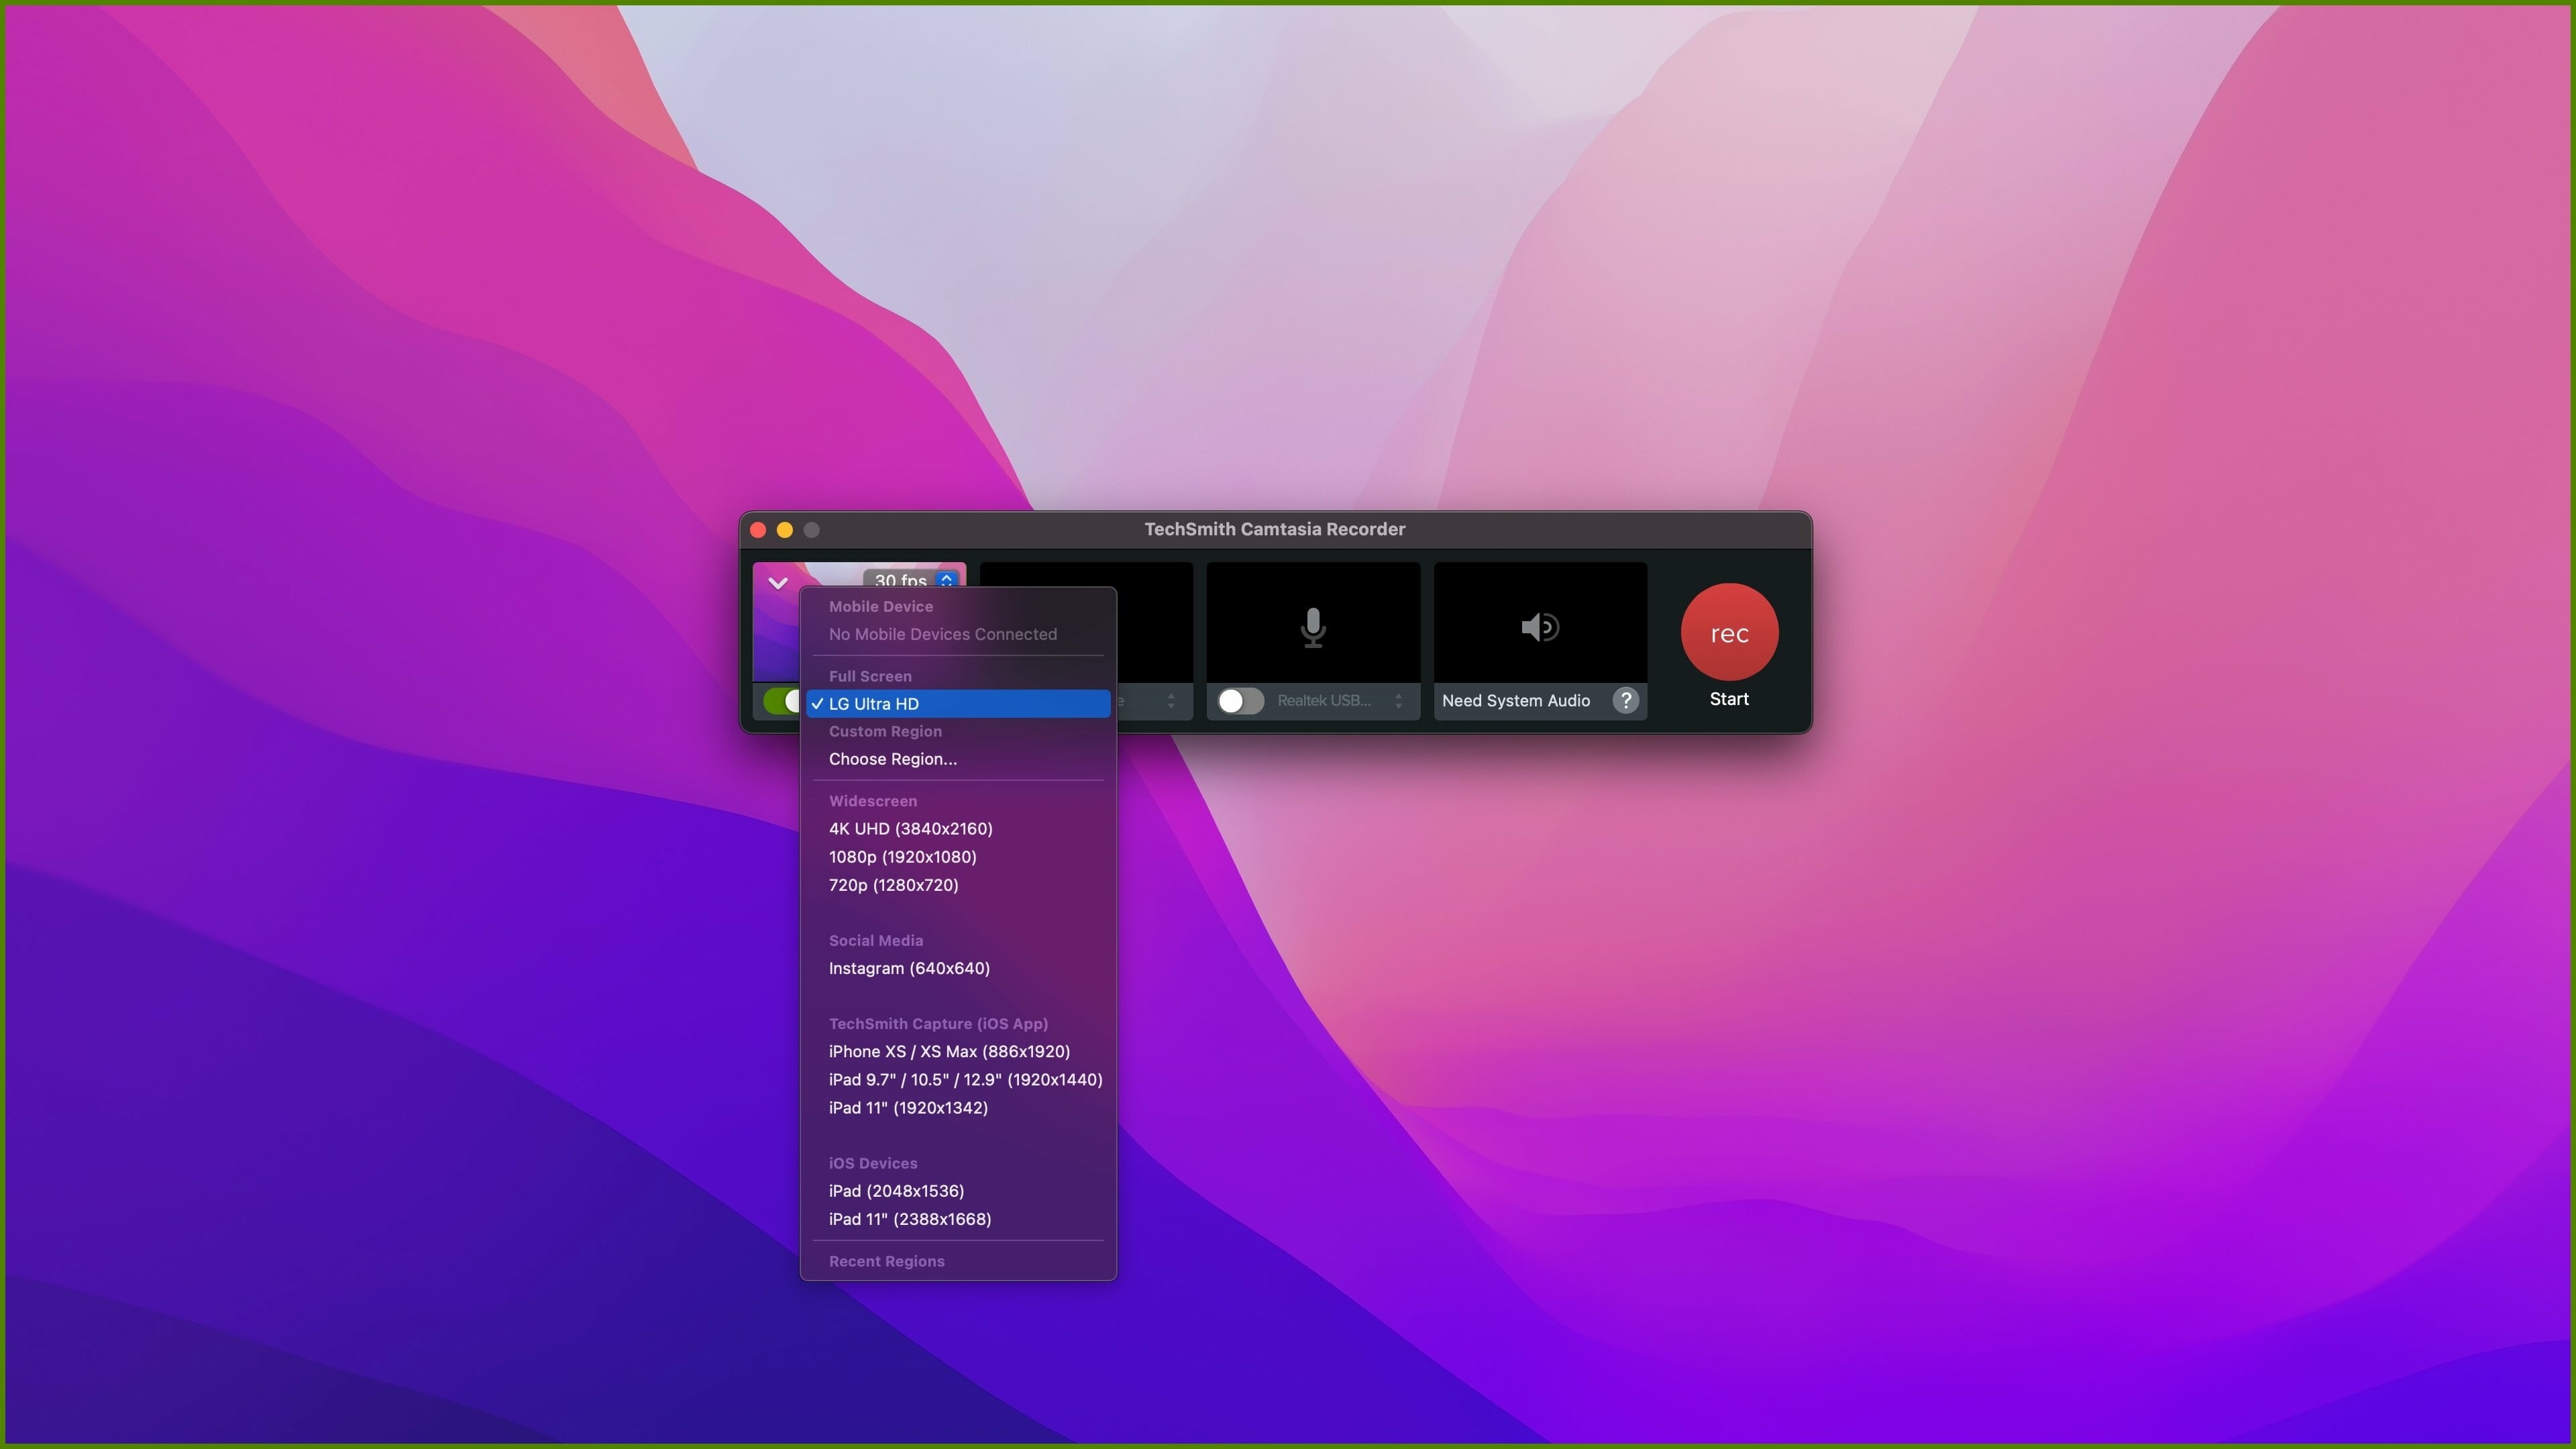 TechSmith Camtasia Recorder
30 fps
Mobile Device
No Mobile Devices Connected
Full Screen
✓ LG Ultra HD
Custom Region
Choose Region...
Widescreen
4K UHD (3840x2160)
1080p (1920x1080)
720p (1280x720)
Social Media
Instagram (640x640)
TechSmith Capture (iOS App)
iPhone XS / XS Max (886x1920)
iPad 9.7" / 10.5" / 12.9" (1920x1440)
iPad 11" (1920x1342)
iOS Devices
iPad (2048x1536)
iPad 11" (2388x1668)
Recent Regions
Realtek USB...
Need System Audio ?
rec
Start